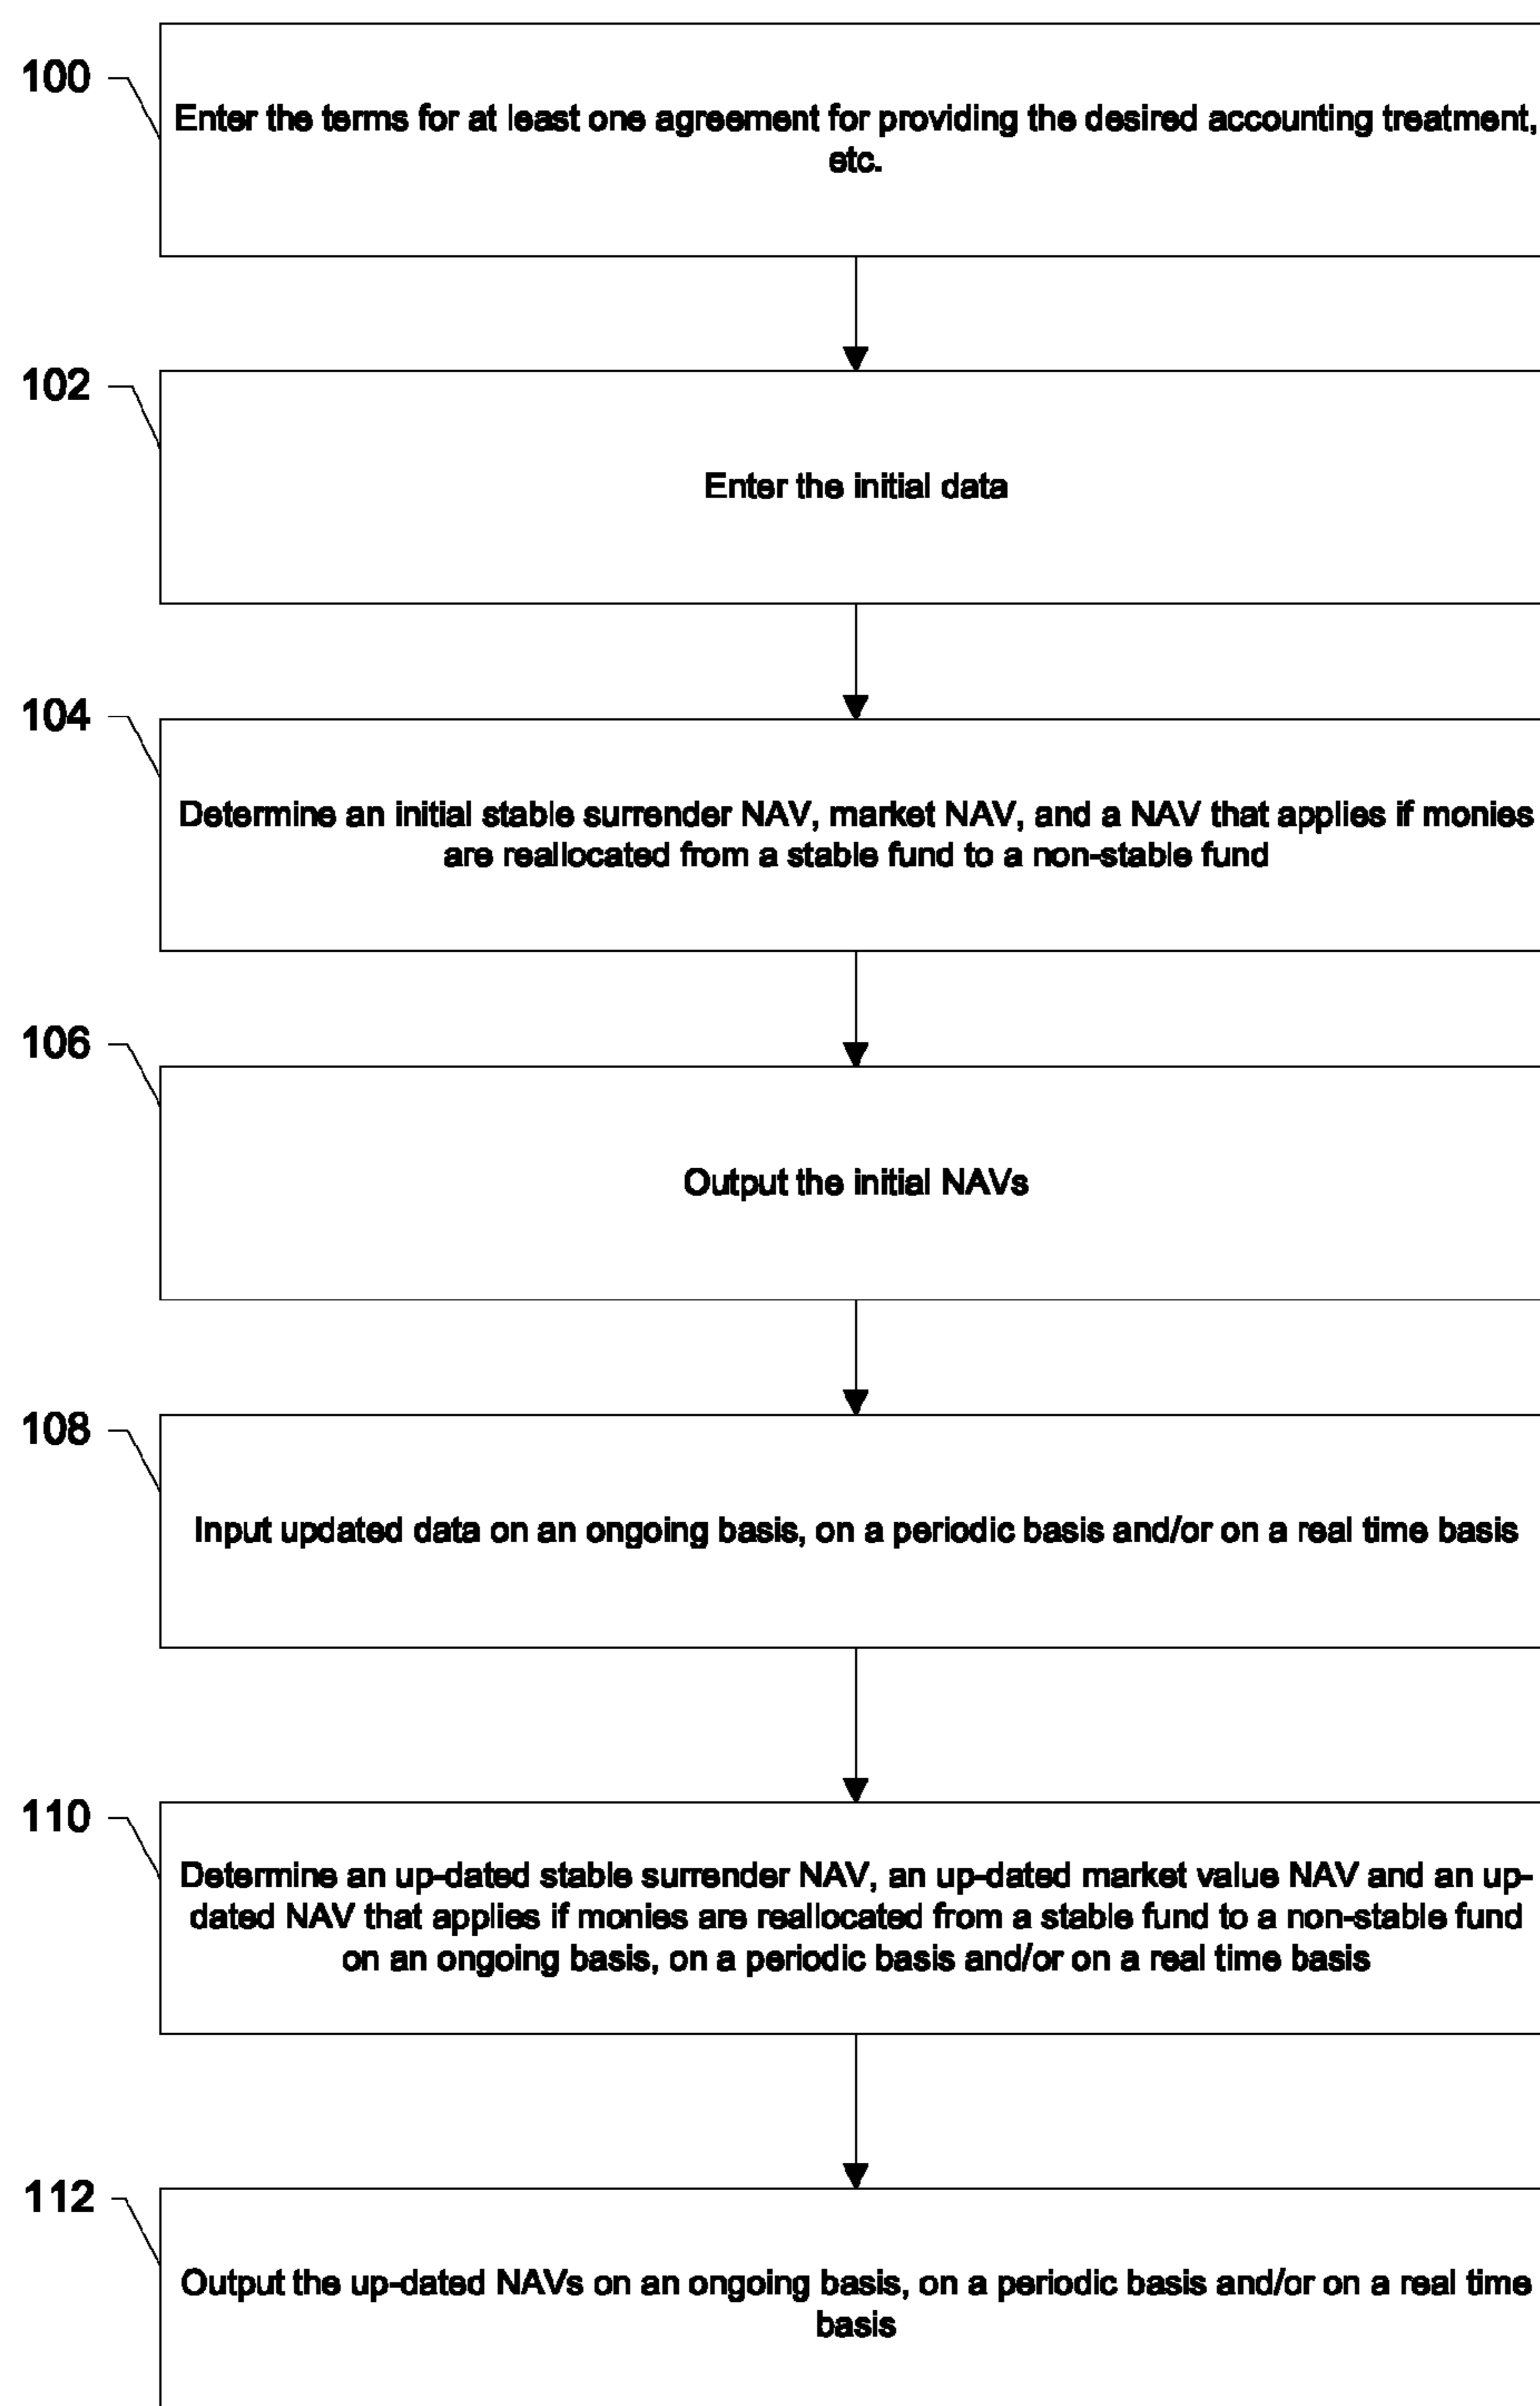 100
Enter the terms for at least one agreement for providing the desired accounting treatment,
etc.
102
Enter the initial data
104
Determine an initial stable surrender NAV, market NAV, and a NAV that applies if monies
are reallocated from a stable fund to a non-stable fund
106
Output the initial NAVs
108
Input updated data on an ongoing basis, on a periodic basis and/or on a real time basis
110
Determine an up-dated stable surrender NAV, an up-dated market value NAV and an up-
dated NAV that applies if monies are reallocated from a stable fund to a non-stable fund
on an ongoing basis, on a periodic basis and/or on a real time basis
112
Output the up-dated NAVs on an ongoing basis, on a periodic basis and/or on a real time
basis